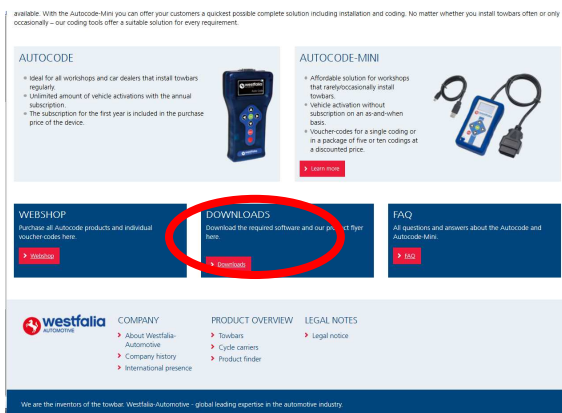 available. With the Autocode-Mini you can offer your customers a quickest possible complete solution including installation and coding. No matter whether you install towbars often or only
occasionally – our coding tools offer a suitable solution for every requirement.
AUTOCODE
Ideal for all workshops and car dealers that install towbars
regularly.
Unlimited amount of vehicle activations with the annual
subscription.
The subscription for the first year is included in the purchase
price of the device.
westfalia
AUTOCODE-MINI
Affordable solution for workshops
that rarely/occasionally install
towbars.
Vehicle activation without
subscription on an as-and-when
basis.
Voucher-codes for a single coding or
in a package of five or ten codings at
a discounted price.
Learn more
WEBSHOP
Purchase all Autocode products and individual
voucher-codes here.
Webshop
DOWNLOADS
Download the required software and our product flyer
here.
Downloads
FAQ
All questions and answers about the Autocode and
Autocode-Mini.
FAQ
westfalia
AUTOMOTIVE
COMPANY
About Westfalia-
Automotive
Company history
International presence
PRODUCT OVERVIEW
Towbars
Cycle carriers
Product finder
LEGAL NOTES
Legal notice
We are the inventors of the towbar. Westfalia-Automotive - global leading expertise in the automotive industry.